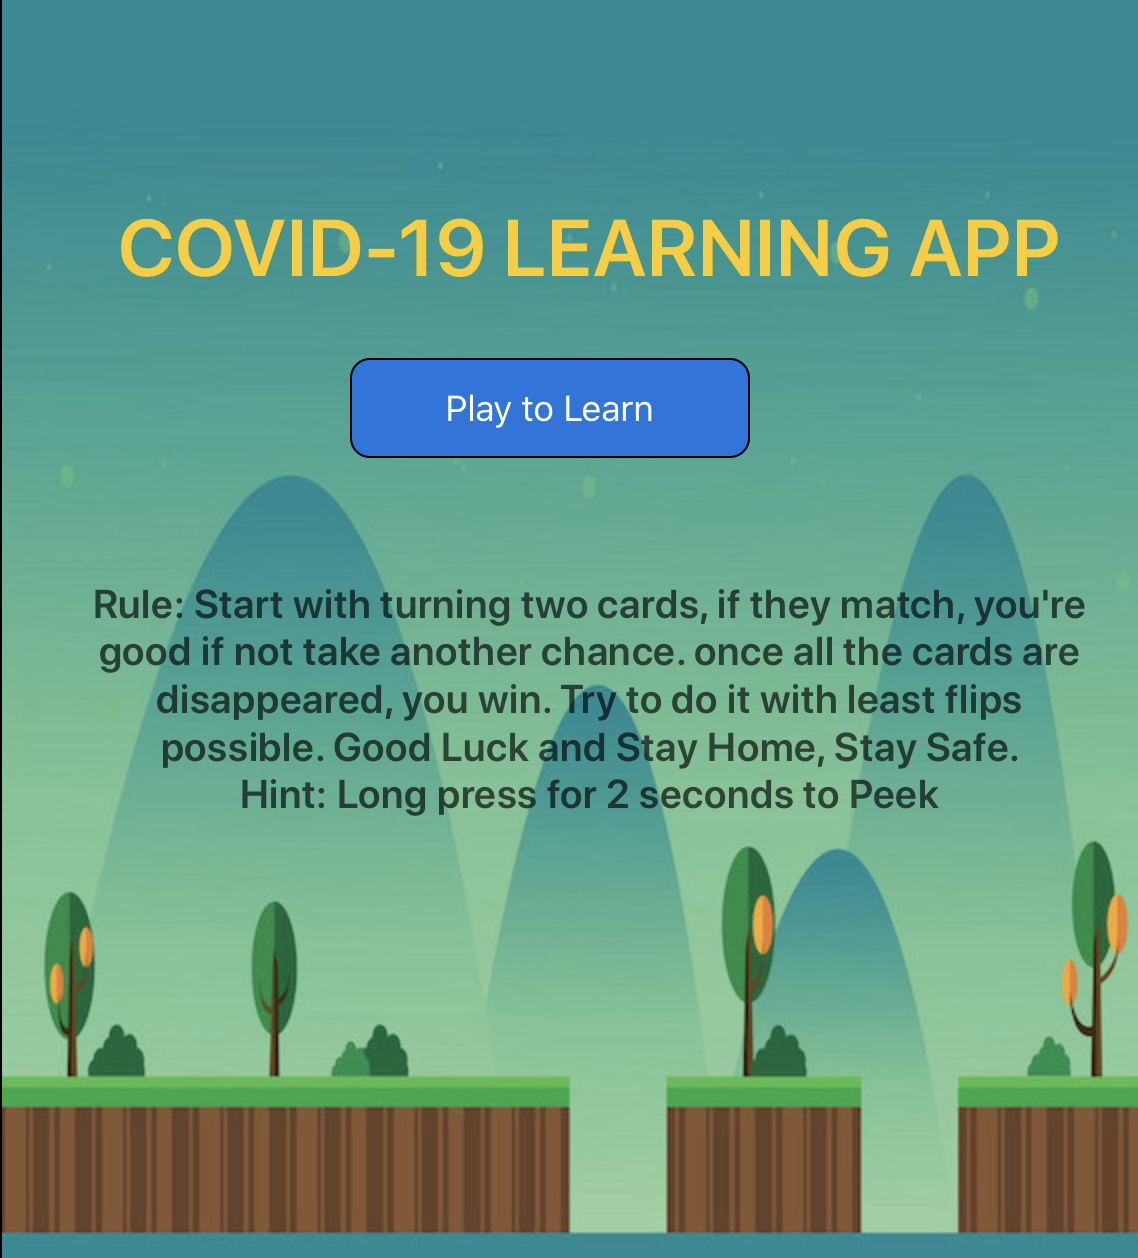 COVID-19 LEARNING APP
Play to Learn
Rule: Start with turning two cards, if they match, you're
good if not take another chance. once all the cards are
disappeared, you win. Try to do it with least flips
possible. Good Luck and Stay Home, Stay Safe.
Hint: Long press for 2 seconds to Peek